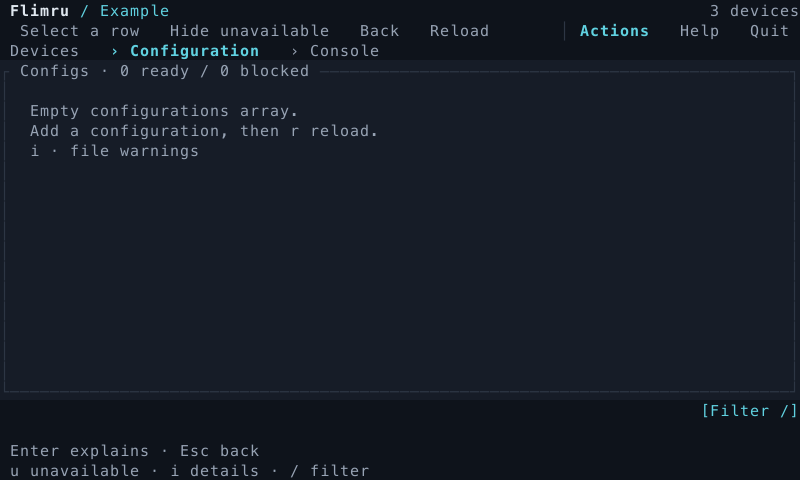 Flimru / Example 3 devices
Select a row Hide unavailable Back Reload │ Actions Help Quit
Devices › Configuration › Console
Configs · 0 ready / 0 blocked
Empty configurations array.
Add a configuration, then r reload.
i · file warnings
[Filter /]
Enter explains · Esc back
u unavailable · i details · / filter